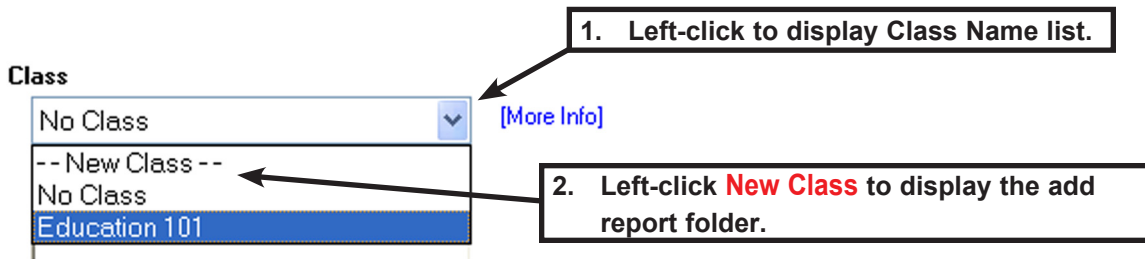 1. Left-click to display Class Name list.
Class
No Class
[More Info]
-- New Class --
No Class
Education 101
2. Left-click New Class to display the add
report folder.